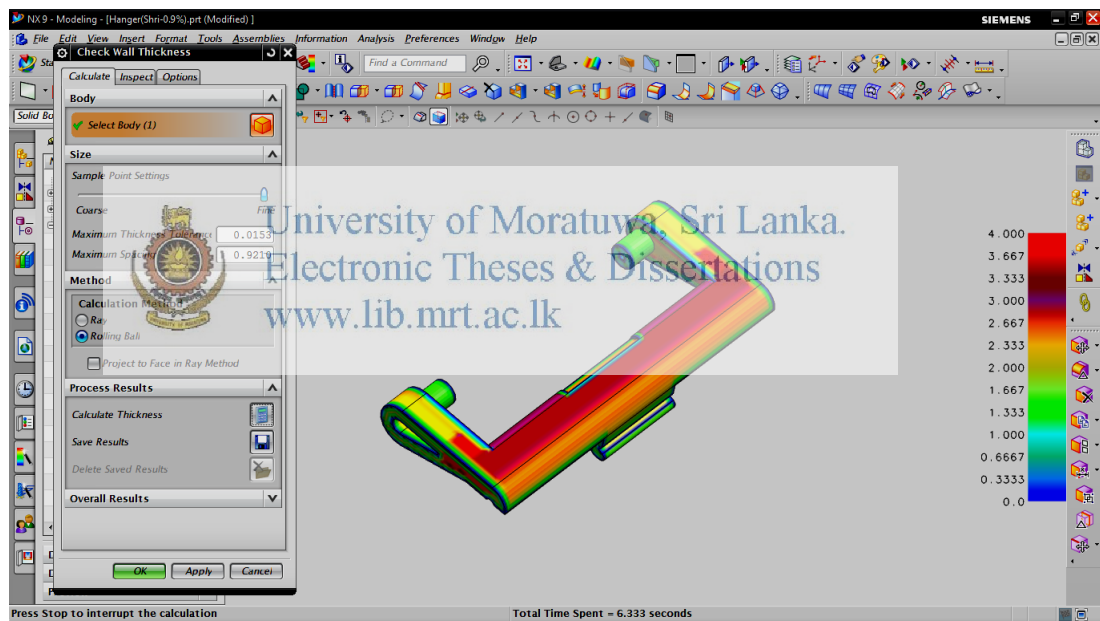 NX 9 - Modeling - [Hanger(Shri-0.9%).prt (Modified) ]
SIEMENS
File Edit View Insert Format Tools Assemblies Information Analysis Preferences Window Help
Check Wall Thickness
Find a Command
Calculate Inspect Options
Body
Select Body (1)
Size
Sample Point Settings
Coarse Fine
Maximum Thickness Tolerance 0.0153
Maximum Spacing 0.9210
Method
Calculation Method
Ray
Rolling Ball
Project to Face in Ray Method
Process Results
Calculate Thickness
Save Results
Delete Saved Results
Overall Results
OK Apply Cancel
University of Moratuwa, Sri Lanka.
Electronic Theses & Dissertations
www.lib.mrt.ac.lk
4.000
3.667
3.333
3.000
2.667
2.333
2.000
1.667
1.333
1.000
0.6667
0.3333
0.0
Press Stop to interrupt the calculation
Total Time Spent = 6.333 seconds